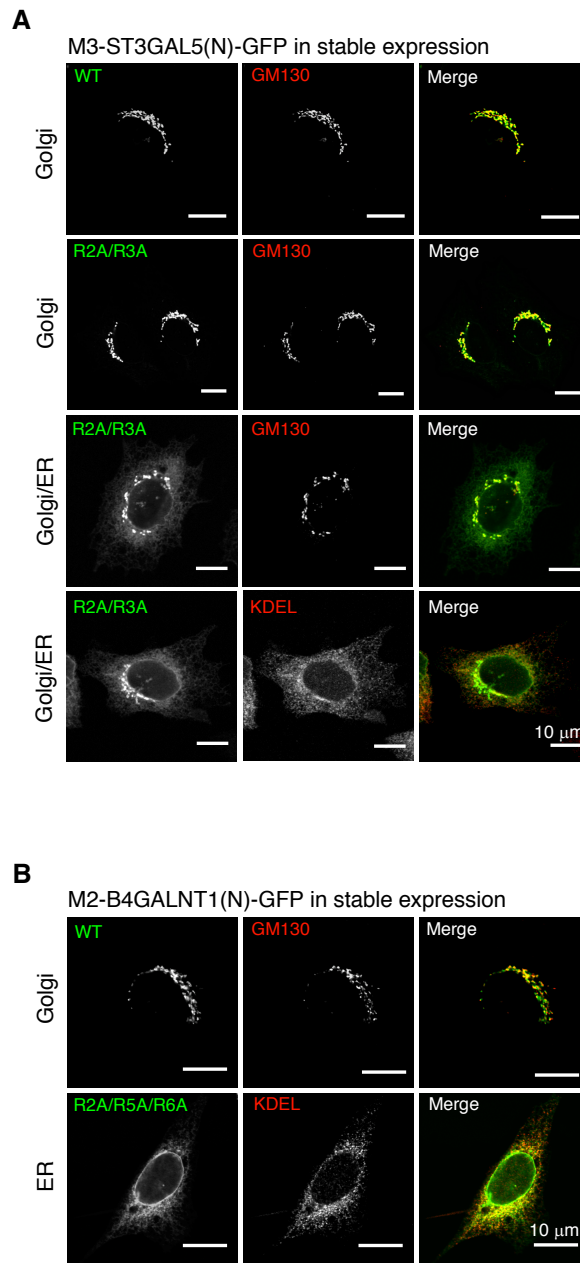 A
M3-ST3GAL5(N)-GFP in stable expression
Golgi
WT
GM130
Merge
Golgi
R2A/R3A
GM130
Merge
Golgi/ER
R2A/R3A
GM130
Merge
Golgi/ER
R2A/R3A
KDEL
Merge
10 μm
B
M2-B4GALNT1(N)-GFP in stable expression
Golgi
WT
GM130
Merge
ER
R2A/R5A/R6A
KDEL
Merge
10 μm